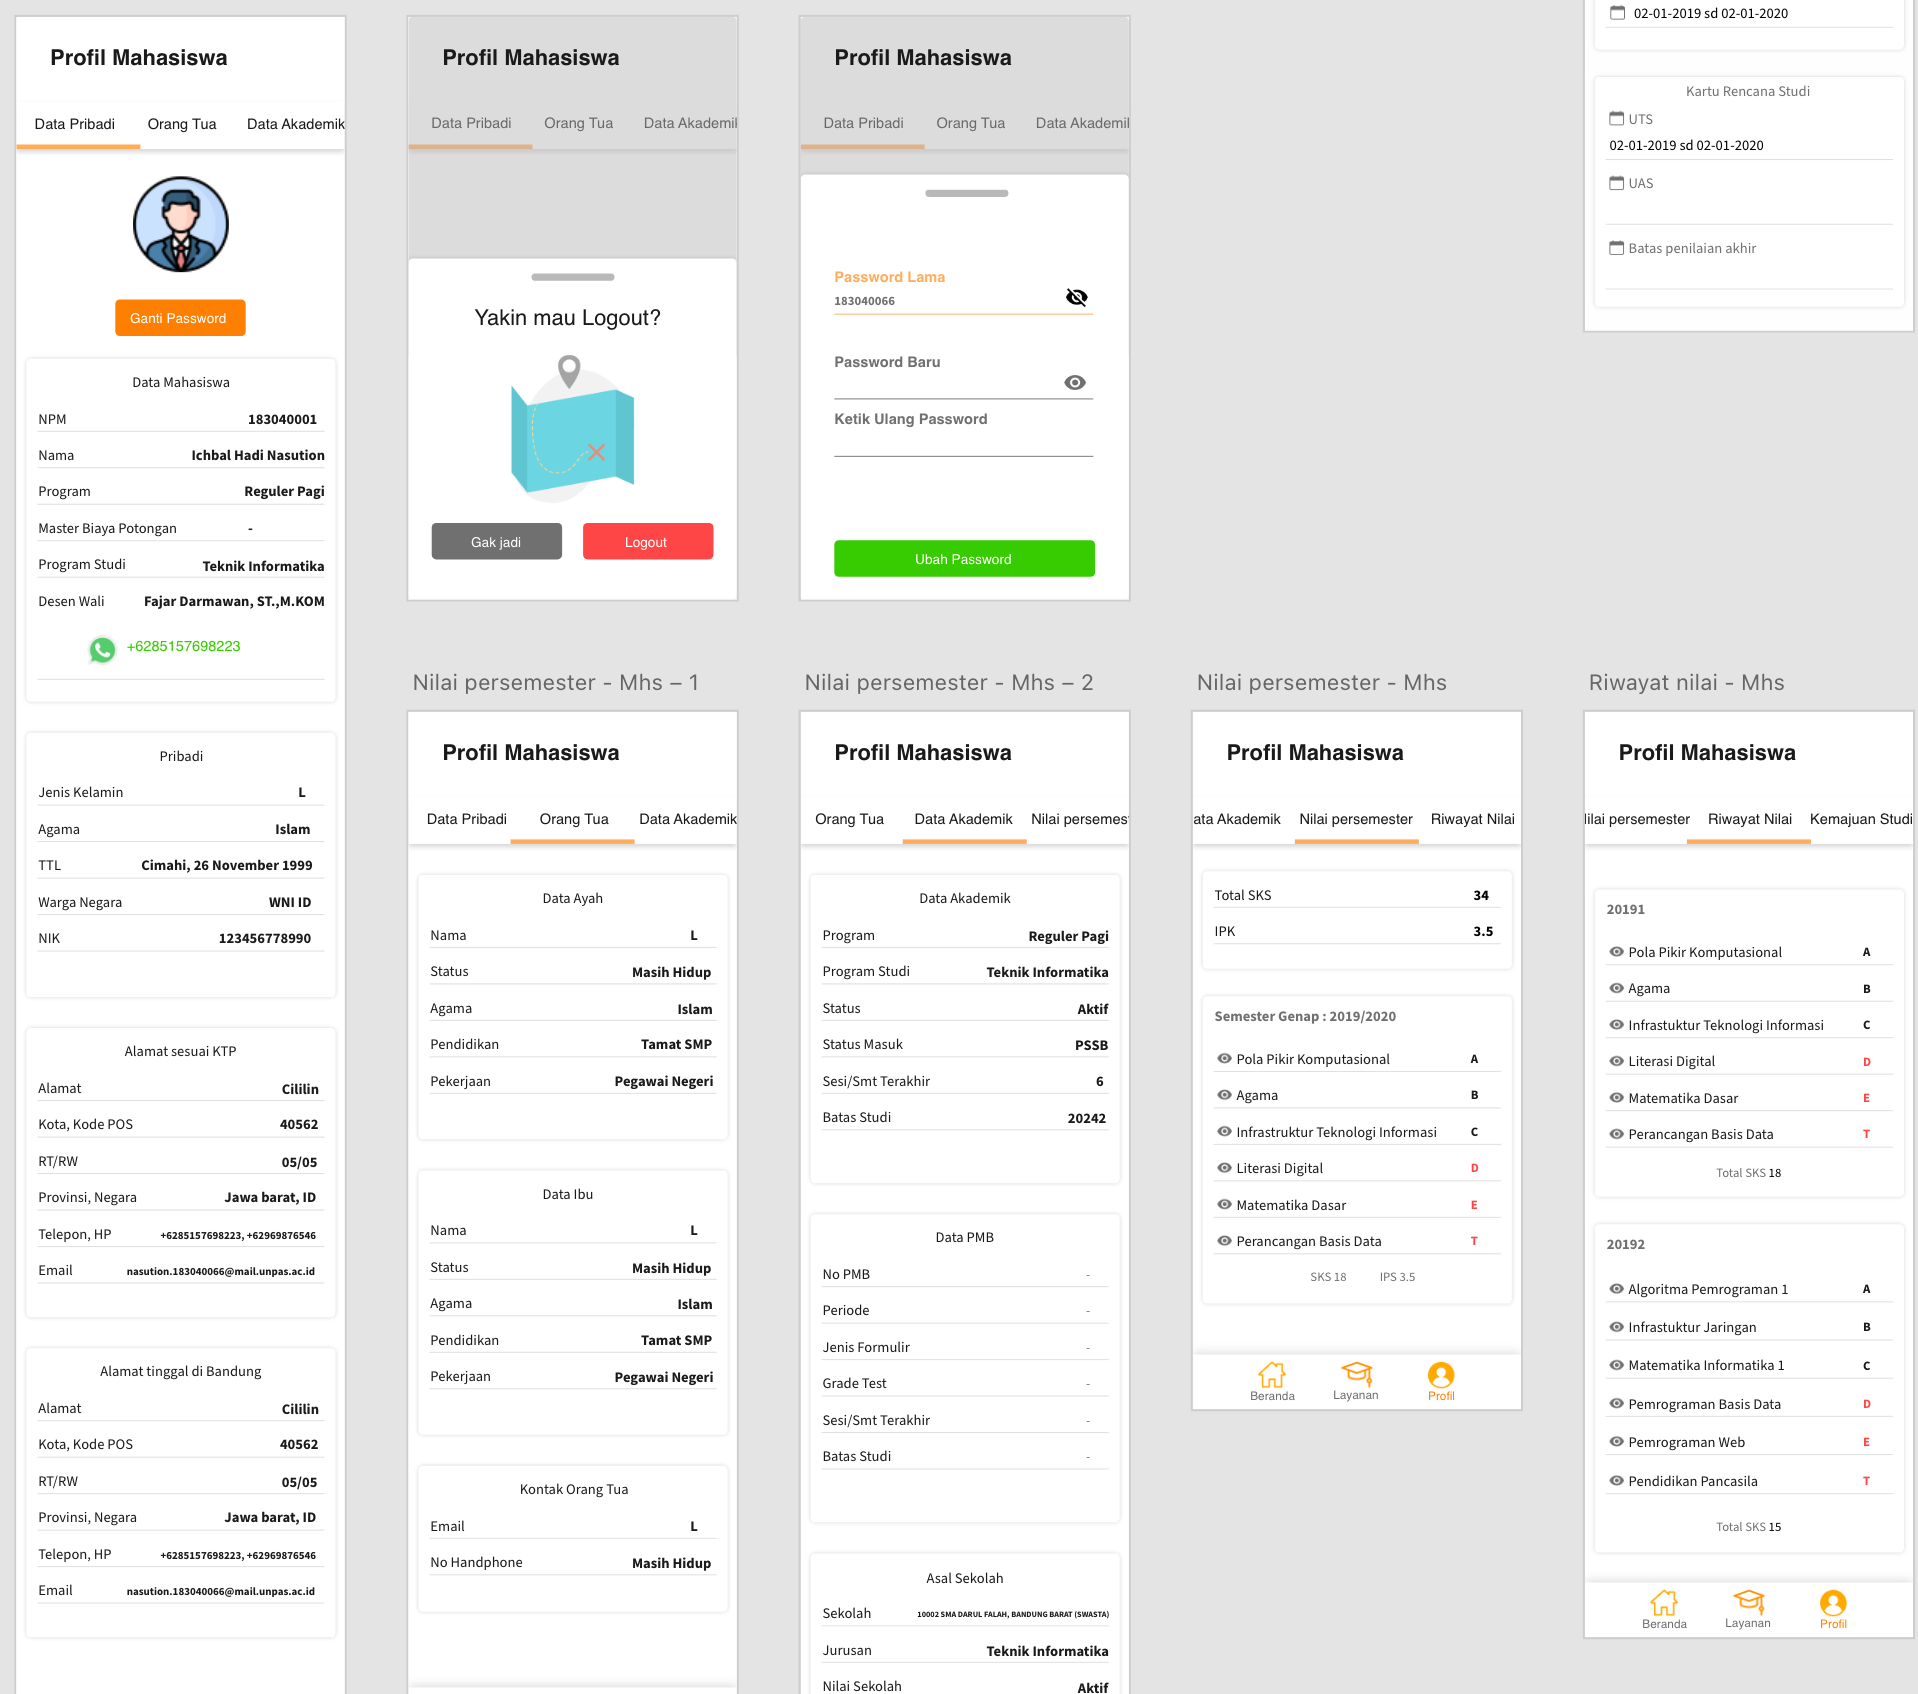 Profil Mahasiswa
Data Pribadi
Orang Tua
Data Akademik
Ganti Password
Data Mahasiswa
NPM 183040001
Nama Ichbal Hadi Nasution
Program Reguler Pagi
Master Biaya Potongan -
Program Studi Teknik Informatika
Desen Wali Fajar Darmawan, ST.,M.KOM
+6285157698223
Pribadi
Jenis Kelamin L
Agama Islam
TTL Cimahi, 26 November 1999
Warga Negara WNI ID
NIK 123456778990
Alamat sesuai KTP
Alamat Cililin
Kota, Kode POS 40562
RT/RW 05/05
Provinsi, Negara Jawa barat, ID
Telepon, HP +6285157698223, +62969876546
Email nasution.183040066@mail.unpas.ac.id
Alamat tinggal di Bandung
Alamat Cililin
Kota, Kode POS 40562
RT/RW 05/05
Provinsi, Negara Jawa barat, ID
Telepon, HP +6285157698223, +62969876546
Email nasution.183040066@mail.unpas.ac.id
Profil Mahasiswa
Data Pribadi
Orang Tua
Data Akademik
Yakin mau Logout?
Gak jadi
Logout
Profil Mahasiswa
Data Pribadi
Orang Tua
Data Akademil
Password Lama
183040066
Password Baru
Ketik Ulang Password
Ubah Password
02-01-2019 sd 02-01-2020
Kartu Rencana Studi
UTS
02-01-2019 sd 02-01-2020
UAS
Batas penilaian akhir
Nilai persemester - Mhs – 1
Profil Mahasiswa
Data Pribadi
Orang Tua
Data Akademik
Data Ayah
Nama L
Status Masih Hidup
Agama Islam
Pendidikan Tamat SMP
Pekerjaan Pegawai Negeri
Data Ibu
Nama L
Status Masih Hidup
Agama Islam
Pendidikan Tamat SMP
Pekerjaan Pegawai Negeri
Kontak Orang Tua
Email L
No Handphone Masih Hidup
Nilai persemester - Mhs – 2
Profil Mahasiswa
Orang Tua
Data Akademik
Nilai persemes
Data Akademik
Program Reguler Pagi
Program Studi Teknik Informatika
Status Aktif
Status Masuk PSSB
Sesi/Smt Terakhir 6
Batas Studi 20242
Data PMB
No PMB -
Periode -
Jenis Formulir -
Grade Test -
Sesi/Smt Terakhir -
Batas Studi -
Asal Sekolah
Sekolah 10002 SMA DARUL FALAH, BANDUNG BARAT (SWASTA)
Jurusan Teknik Informatika
Nilai Sekolah Aktif
Nilai persemester - Mhs
Profil Mahasiswa
ata Akademik
Nilai persemester
Riwayat Nilai
Total SKS 34
IPK 3.5
Semester Genap : 2019/2020
Pola Pikir Komputasional A
Agama B
Infrastruktur Teknologi Informasi C
Literasi Digital D
Matematika Dasar E
Perancangan Basis Data T
SKS 18 IPS 3.5
Beranda
Layanan
Profil
Riwayat nilai - Mhs
Profil Mahasiswa
lilai persemester
Riwayat Nilai
Kemajuan Studi
20191
Pola Pikir Komputasional A
Agama B
Infrastuktur Teknologi Informasi C
Literasi Digital D
Matematika Dasar E
Perancangan Basis Data T
Total SKS 18
20192
Algoritma Pemrograman 1 A
Infrastuktur Jaringan B
Matematika Informatika 1 C
Pemrograman Basis Data D
Pemrograman Web E
Pendidikan Pancasila T
Total SKS 15
Beranda
Layanan
Profil